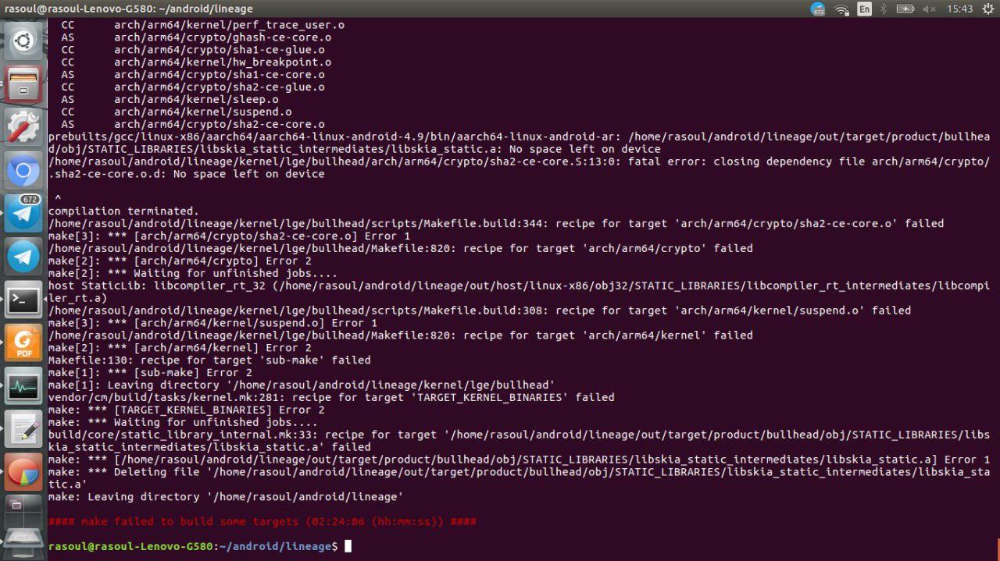 rasoul@rasoul-Lenovo-G580: ~/android/lineage
672
En
15:43
CC arch/arm64/kernel/perf_trace_user.o
AS arch/arm64/crypto/ghash-ce-core.o
CC arch/arm64/crypto/sha1-ce-glue.o
CC arch/arm64/kernel/hw_breakpoint.o
AS arch/arm64/crypto/sha1-ce-core.o
CC arch/arm64/crypto/sha2-ce-glue.o
AS arch/arm64/kernel/sleep.o
CC arch/arm64/kernel/suspend.o
AS arch/arm64/crypto/sha2-ce-core.o
prebuilts/gcc/linux-x86/aarch64/aarch64-linux-android-4.9/bin/aarch64-linux-android-ar: /home/rasoul/android/lineage/out/target/product/bullhea
d/obj/STATIC_LIBRARIES/libskia_static_intermediates/libskia_static.a: No space left on device
/home/rasoul/android/lineage/kernel/lge/bullhead/arch/arm64/crypto/sha2-ce-core.S:13:0: fatal error: closing dependency file arch/arm64/crypto/
.sha2-ce-core.o.d: No space left on device
^
compilation terminated.
/home/rasoul/android/lineage/kernel/lge/bullhead/scripts/Makefile.build:344: recipe for target 'arch/arm64/crypto/sha2-ce-core.o' failed
make[3]: *** [arch/arm64/crypto/sha2-ce-core.o] Error 1
/home/rasoul/android/lineage/kernel/lge/bullhead/Makefile:820: recipe for target 'arch/arm64/crypto' failed
make[2]: *** [arch/arm64/crypto] Error 2
make[2]: *** Waiting for unfinished jobs....
host StaticLib: libcompiler_rt_32 (/home/rasoul/android/lineage/out/host/linux-x86/obj32/STATIC_LIBRARIES/libcompiler_rt_intermediates/libcompi
ler_rt.a)
/home/rasoul/android/lineage/kernel/lge/bullhead/scripts/Makefile.build:308: recipe for target 'arch/arm64/kernel/suspend.o' failed
make[3]: *** [arch/arm64/kernel/suspend.o] Error 1
/home/rasoul/android/lineage/kernel/lge/bullhead/Makefile:820: recipe for target 'arch/arm64/kernel' failed
make[2]: *** [arch/arm64/kernel] Error 2
Makefile:130: recipe for target 'sub-make' failed
make[1]: *** [sub-make] Error 2
make[1]: Leaving directory '/home/rasoul/android/lineage/kernel/lge/bullhead'
vendor/cm/build/tasks/kernel.mk:281: recipe for target 'TARGET_KERNEL_BINARIES' failed
make: *** [TARGET_KERNEL_BINARIES] Error 2
make: *** Waiting for unfinished jobs....
build/core/static_library_internal.mk:33: recipe for target '/home/rasoul/android/lineage/out/target/product/bullhead/obj/STATIC_LIBRARIES/libs
kia_static_intermediates/libskia_static.a' failed
make: *** [/home/rasoul/android/lineage/out/target/product/bullhead/obj/STATIC_LIBRARIES/libskia_static_intermediates/libskia_static.a] Error 1
make: *** Deleting file '/home/rasoul/android/lineage/out/target/product/bullhead/obj/STATIC_LIBRARIES/libskia_static_intermediates/libskia_sta
tic.a'
make: Leaving directory '/home/rasoul/android/lineage'
#### make failed to build some targets (02:24:06 (hh:mm:ss)) ####
rasoul@rasoul-Lenovo-G580:~/android/lineage$
672
>_
PDF